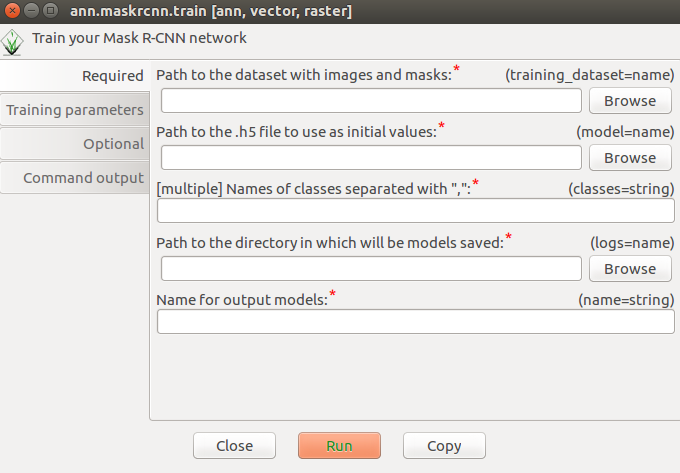 ann.maskrcnn.train [ann, vector, raster]
Train your Mask R-CNN network
Required
Training parameters
Optional
Command output
Path to the dataset with images and masks:* (training_dataset=name)
Browse
Path to the .h5 file to use as initial values:* (model=name)
Browse
[multiple] Names of classes separated with ",":* (classes=string)
Path to the directory in which will be models saved:* (logs=name)
Browse
Name for output models:* (name=string)
Close Run Copy